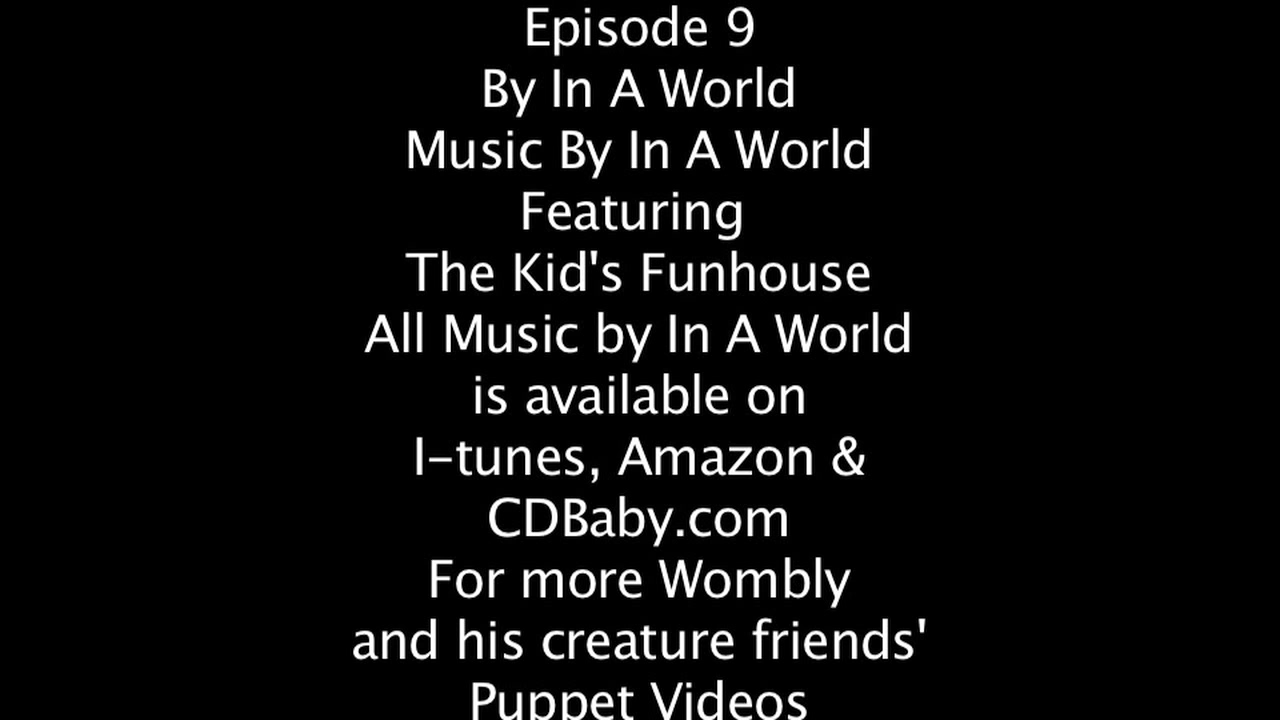 Episode 9
By In A World
Music By In A World
Featuring
The Kid's Funhouse
All Music by In A World
is available on
I-tunes, Amazon &
CDBaby.com
For more Wombly
and his creature friends'
Puppet Videos